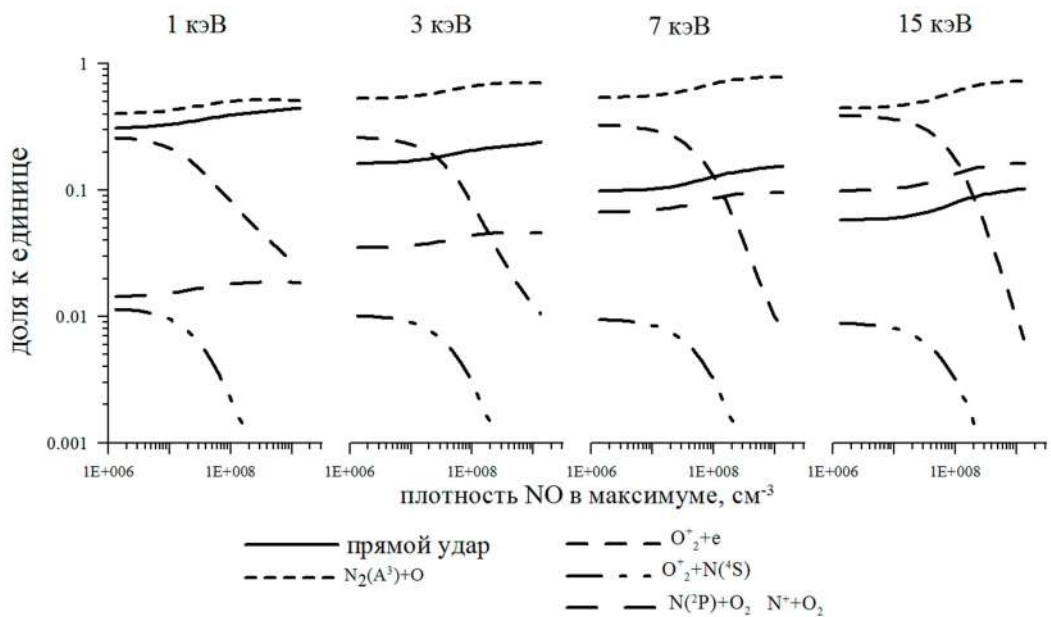 1 кэВ 3 кэВ 7 кэВ 15 кэВ
доля к единице
1
0.1
0.01
0.001
1E+006 1E+008 1E+006 1E+008 1E+006 1E+008 1E+006 1E+008
плотность NO в максимуме, см⁻³
прямой удар
N₂(A³)+O
O⁺₂+e
O⁺₂+N(⁴S)
N(²P)+O₂ N⁺+O₂